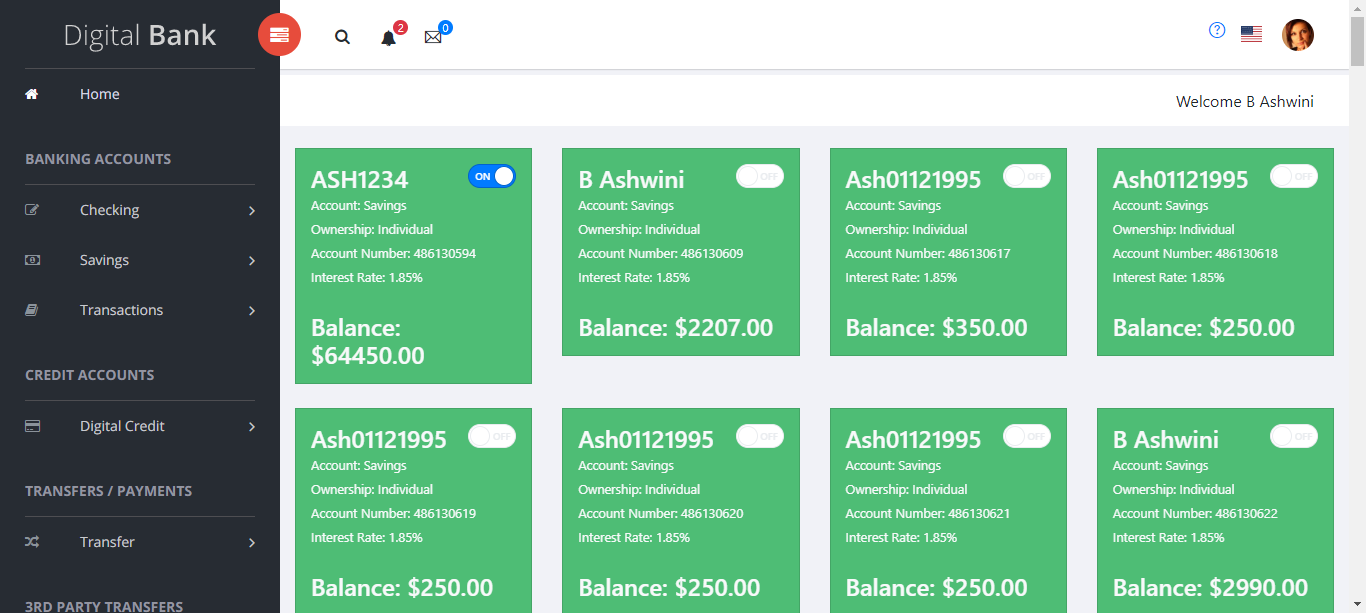 Digital Bank
2
0
Home
Welcome B Ashwini
BANKING ACCOUNTS
Checking
Savings
Transactions
CREDIT ACCOUNTS
Digital Credit
TRANSFERS / PAYMENTS
Transfer
3RD PARTY TRANSFERS
ASH1234
ON
Account: Savings
Ownership: Individual
Account Number: 486130594
Interest Rate: 1.85%
Balance:
$64450.00
B Ashwini
OFF
Account: Savings
Ownership: Individual
Account Number: 486130609
Interest Rate: 1.85%
Balance: $2207.00
Ash01121995
OFF
Account: Savings
Ownership: Individual
Account Number: 486130617
Interest Rate: 1.85%
Balance: $350.00
Ash01121995
OFF
Account: Savings
Ownership: Individual
Account Number: 486130618
Interest Rate: 1.85%
Balance: $250.00
Ash01121995
OFF
Account: Savings
Ownership: Individual
Account Number: 486130619
Interest Rate: 1.85%
Balance: $250.00
Ash01121995
OFF
Account: Savings
Ownership: Individual
Account Number: 486130620
Interest Rate: 1.85%
Balance: $250.00
Ash01121995
OFF
Account: Savings
Ownership: Individual
Account Number: 486130621
Interest Rate: 1.85%
Balance: $250.00
B Ashwini
OFF
Account: Savings
Ownership: Individual
Account Number: 486130622
Interest Rate: 1.85%
Balance: $2990.00